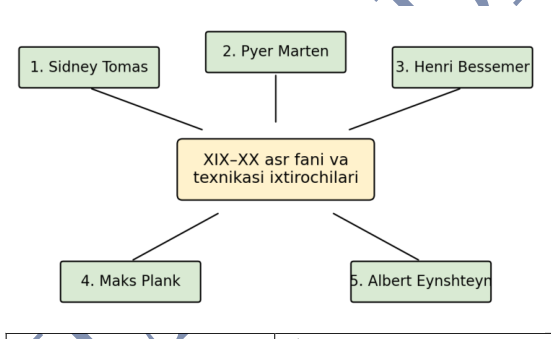 1. Sidney Tomas
2. Pyer Marten
3. Henri Bessemer
XIX–XX asr fani va
texnikasi ixtirochilari
4. Maks Plank
5. Albert Eynshteyn